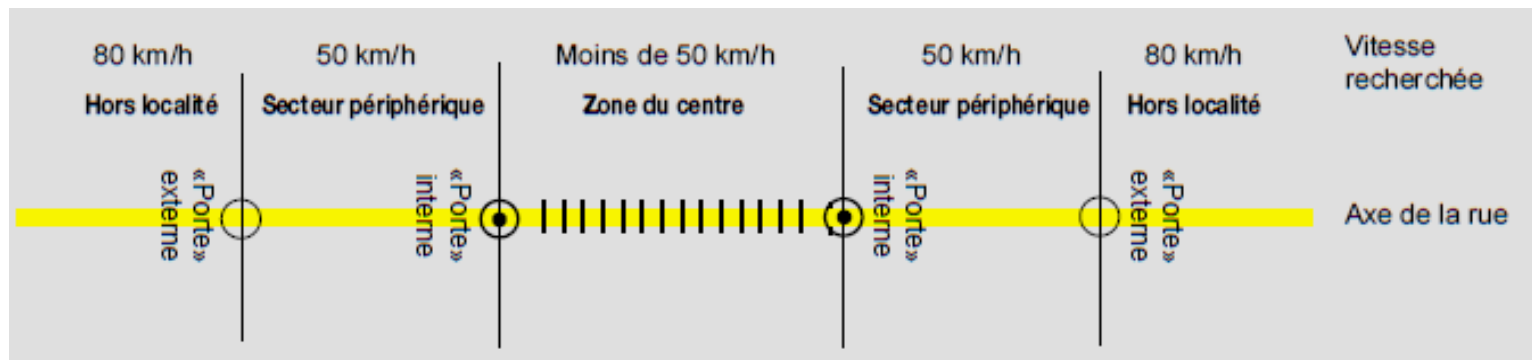 80 km/h
50 km/h
Moins de 50 km/h
50 km/h
80 km/h
Vitesse
recherchée
Hors localité
Secteur périphérique
Zone du centre
Secteur périphérique
Hors localité
«Porte»
externe
«Porte»
interne
«Porte»
interne
«Porte»
externe
Axe de la rue